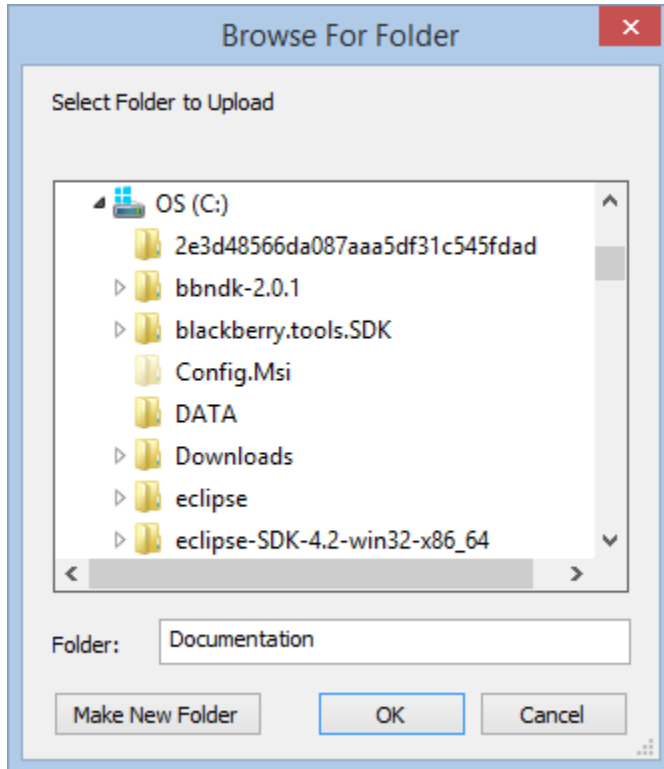 Browse For Folder
Select Folder to Upload
OS (C:)
2e3d48566da087aaa5df31c545fdad
bbndk-2.0.1
blackberry.tools.SDK
Config.Msi
DATA
Downloads
eclipse
eclipse-SDK-4.2-win32-x86_64
Folder: Documentation
Make New Folder OK Cancel